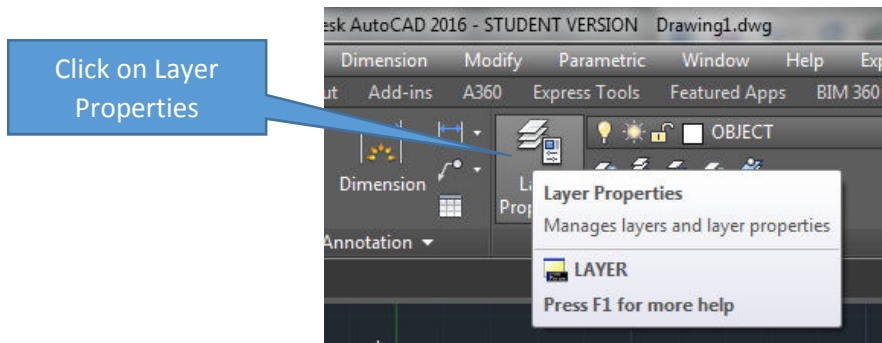 Click on Layer
Properties
esk AutoCAD 2016 - STUDENT VERSION Drawing1.dwg
Dimension Modify Parametric Window Help Exp
ut Add-ins A360 Express Tools Featured Apps BIM 360
OBJECT
Dimension
Annotation
Layer Properties
Manages layers and layer properties
LAYER
Press F1 for more help